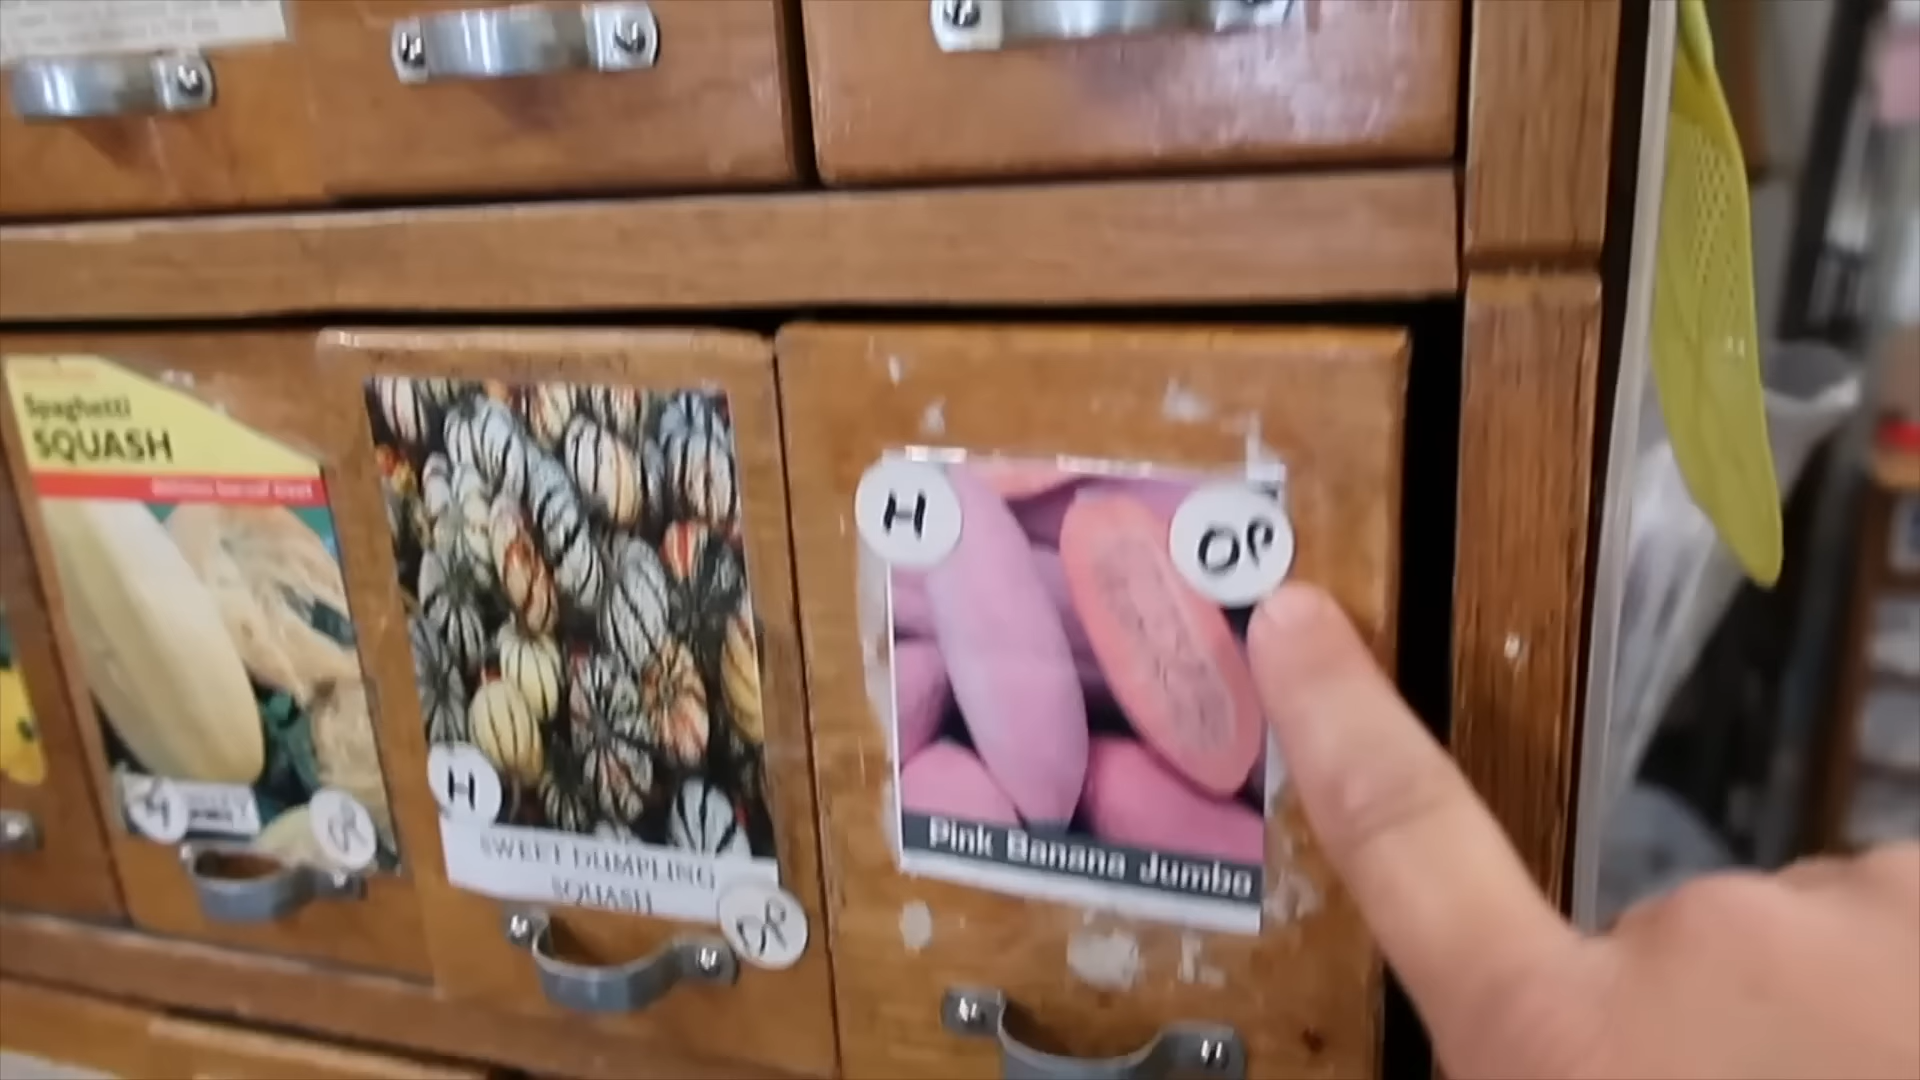 Spaghetti
SQUASH
H
OP
H
SWEET DUMPLING
SQUASH
OP
H
OP
Pink Banana Jumbo